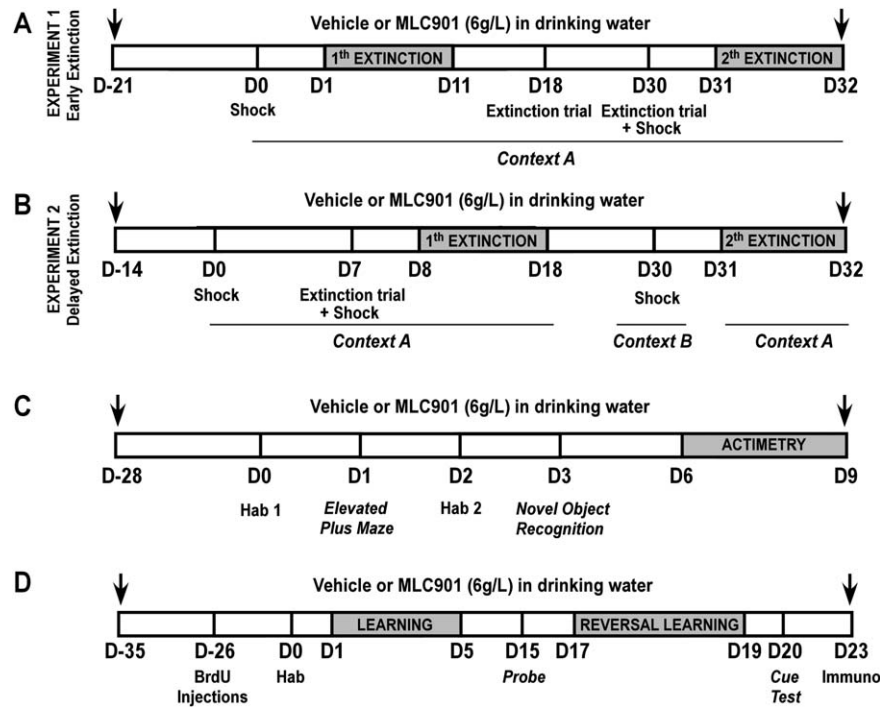 A
EXPERIMENT 1
Early Extinction
Vehicle or MLC901 (6g/L) in drinking water
1th EXTINCTION
2th EXTINCTION
D-21 D0 D1 D11 D18 D30 D31 D32
Shock Extinction trial Extinction trial
+ Shock
Context A
B
EXPERIMENT 2
Delayed Extinction
Vehicle or MLC901 (6g/L) in drinking water
1th EXTINCTION
2th EXTINCTION
D-14 D0 D7 D8 D18 D30 D31 D32
Shock Extinction trial Shock
+ Shock
Context A Context B Context A
C
Vehicle or MLC901 (6g/L) in drinking water
ACTIMETRY
D-28 D0 D1 D2 D3 D6 D9
Hab 1 Elevated Hab 2 Novel Object
Plus Maze Recognition
D
Vehicle or MLC901 (6g/L) in drinking water
LEARNING REVERSAL LEARNING
D-35 D-26 D0 D1 D5 D15 D17 D19 D20 D23
BrdU Hab Probe Cue Immuno
Injections Test